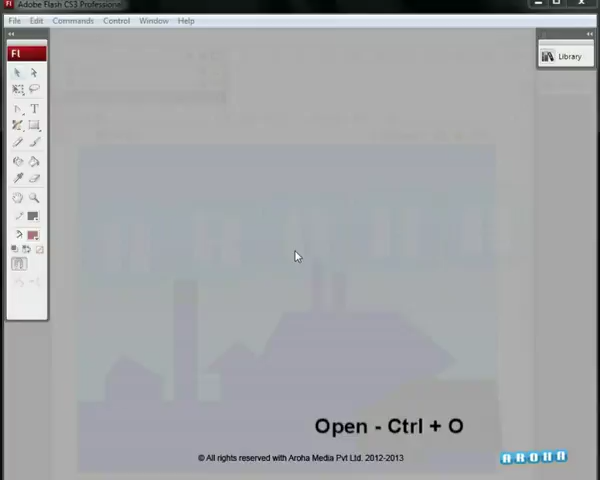 Adobe Flash CS3 Professional
File Edit Commands Control Window Help
Fl
Library
T
Open - Ctrl + O
© All rights reserved with Aroha Media Pvt Ltd. 2012-2013
AROHA